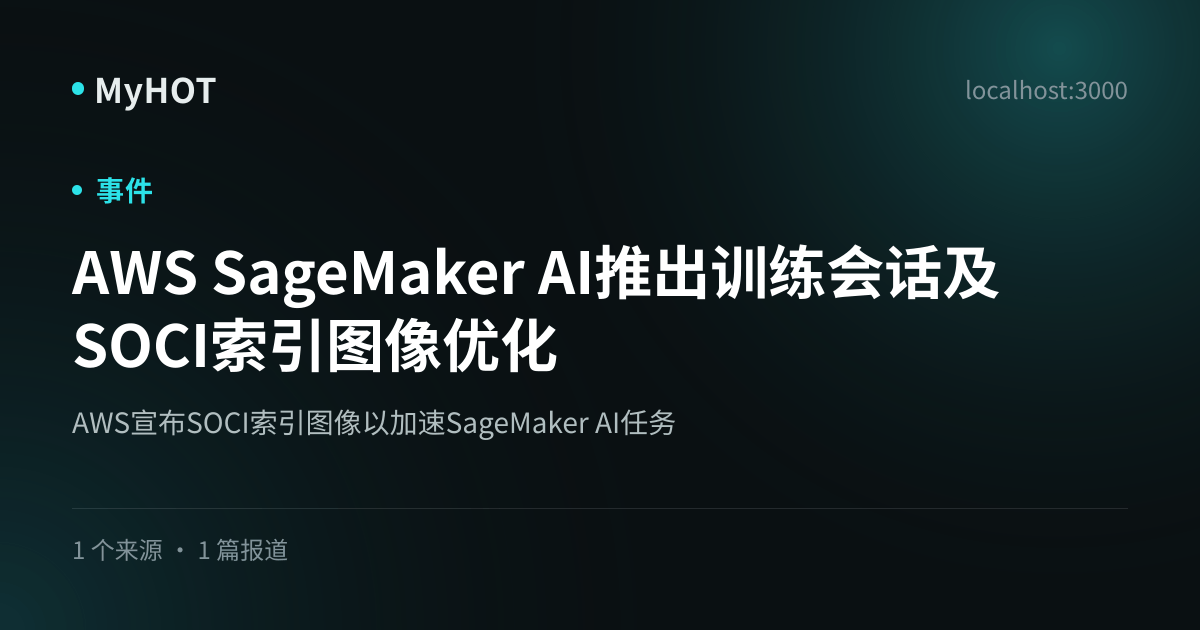 MyHOT
localhost:3000
事件
AWS SageMaker AI推出训练会话及
SOCI索引图像优化
AWS宣布SOCI索引图像以加速SageMaker AI任务
1 个来源 · 1 篇报道